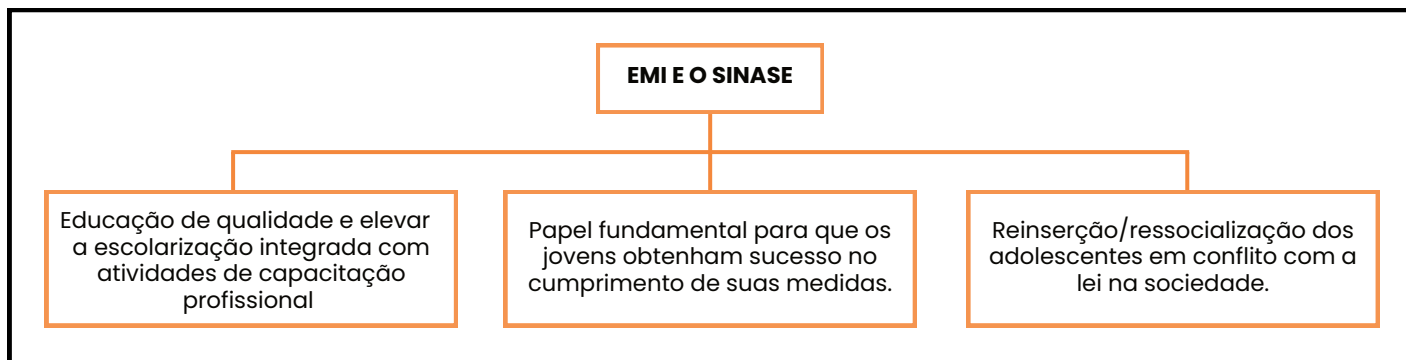 EMI E O SINASE
Educação de qualidade e elevar
a escolarização integrada com
atividades de capacitação
profissional
Papel fundamental para que os
jovens obtenham sucesso no
cumprimento de suas medidas.
Reinserção/ressocialização dos
adolescentes em conflito com a
lei na sociedade.